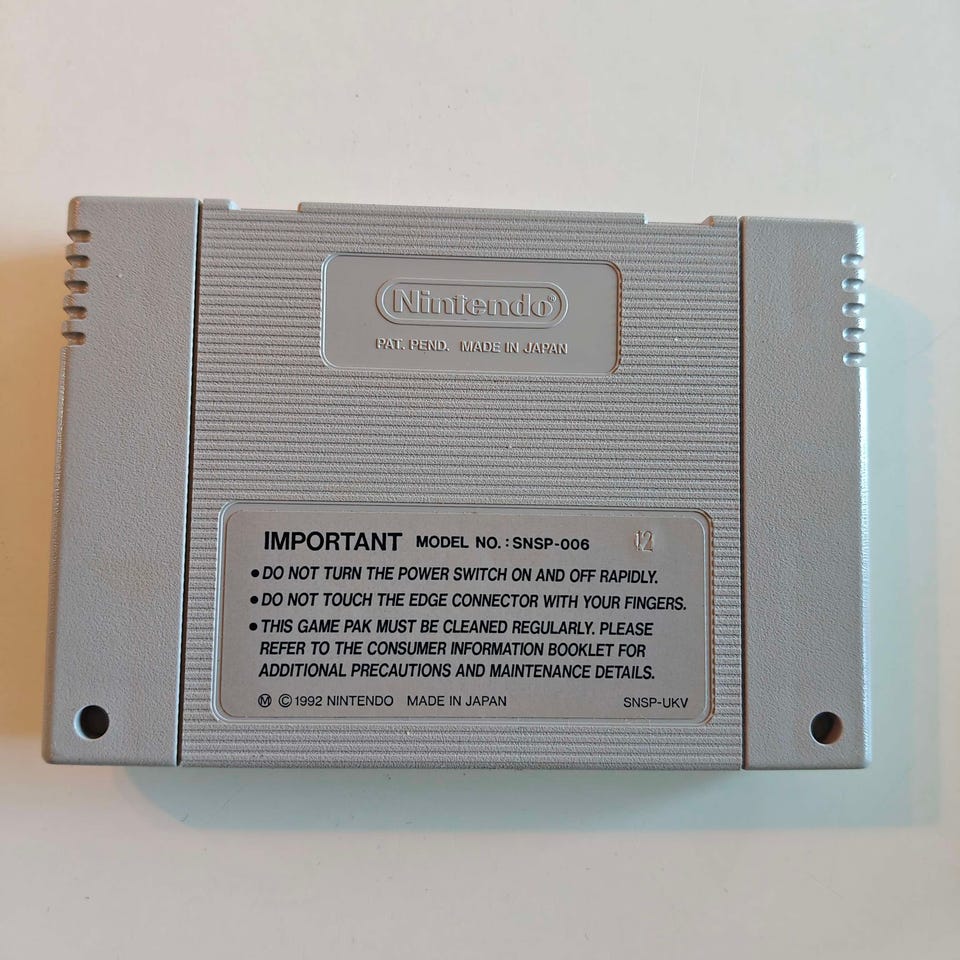 Nintendo®
PAT. PEND. MADE IN JAPAN
IMPORTANT MODEL NO.: SNSP-006 12
•DO NOT TURN THE POWER SWITCH ON AND OFF RAPIDLY.
•DO NOT TOUCH THE EDGE CONNECTOR WITH YOUR FINGERS.
•THIS GAME PAK MUST BE CLEANED REGULARLY. PLEASE
REFER TO THE CONSUMER INFORMATION BOOKLET FOR
ADDITIONAL PRECAUTIONS AND MAINTENANCE DETAILS.
Ⓜ ©1992 NINTENDO MADE IN JAPAN SNSP-UKV